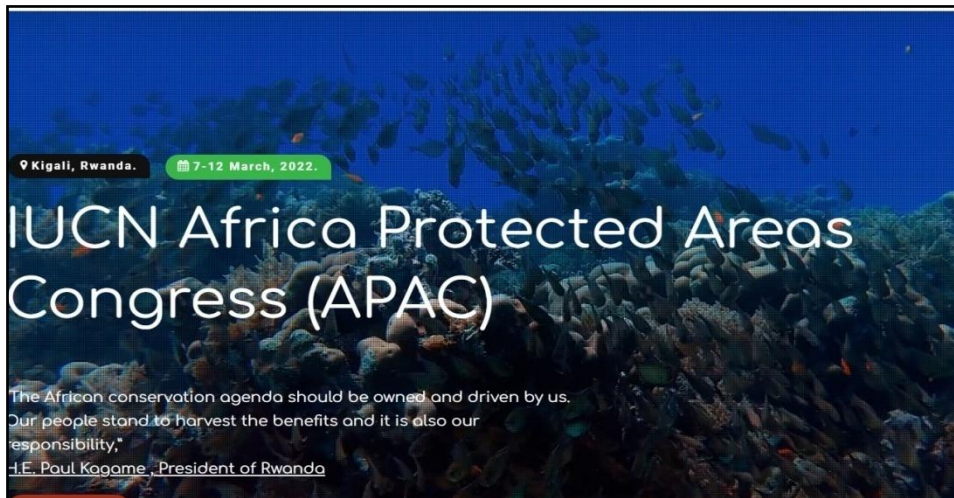 Kigali, Rwanda.
7-12 March, 2022.
IUCN Africa Protected Areas
Congress (APAC)
"The African conservation agenda should be owned and driven by us.
Our people stand to harvest the benefits and it is also our
responsibility,"
H.E. Paul Kagame , President of Rwanda